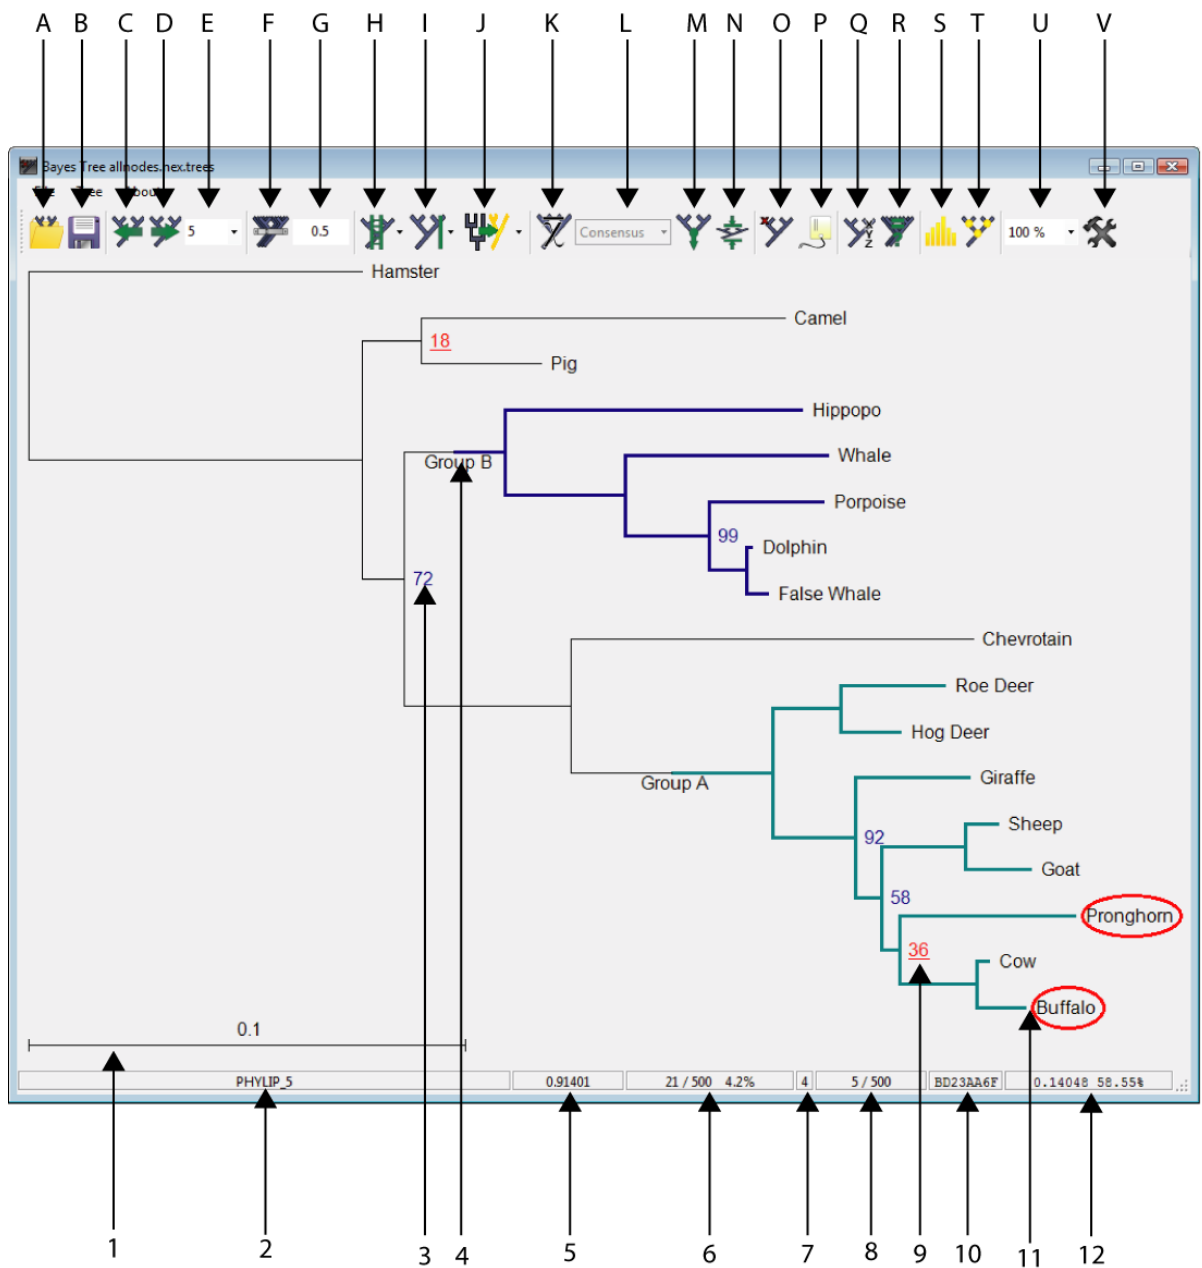 A B C D E F G H I J K L M N O P Q R S T U V
Bayes Tree allnodes.nex.trees
Tree
5 0.5 Consensus 100 %
Hamster
Camel
18
Pig
Hippopo
Group B
Whale
Porpoise
99
Dolphin
72
False Whale
Chevrotain
Roe Deer
Hog Deer
Giraffe
Group A
Sheep
92
Goat
58
Pronghorn
36
Cow
Buffalo
0.1
PHYLIP_5 0.91401 21 / 500 4.2% 4 5 / 500 BD23AA6F 0.14048 58.55%
1 2 3 4 5 6 7 8 9 10 11 12